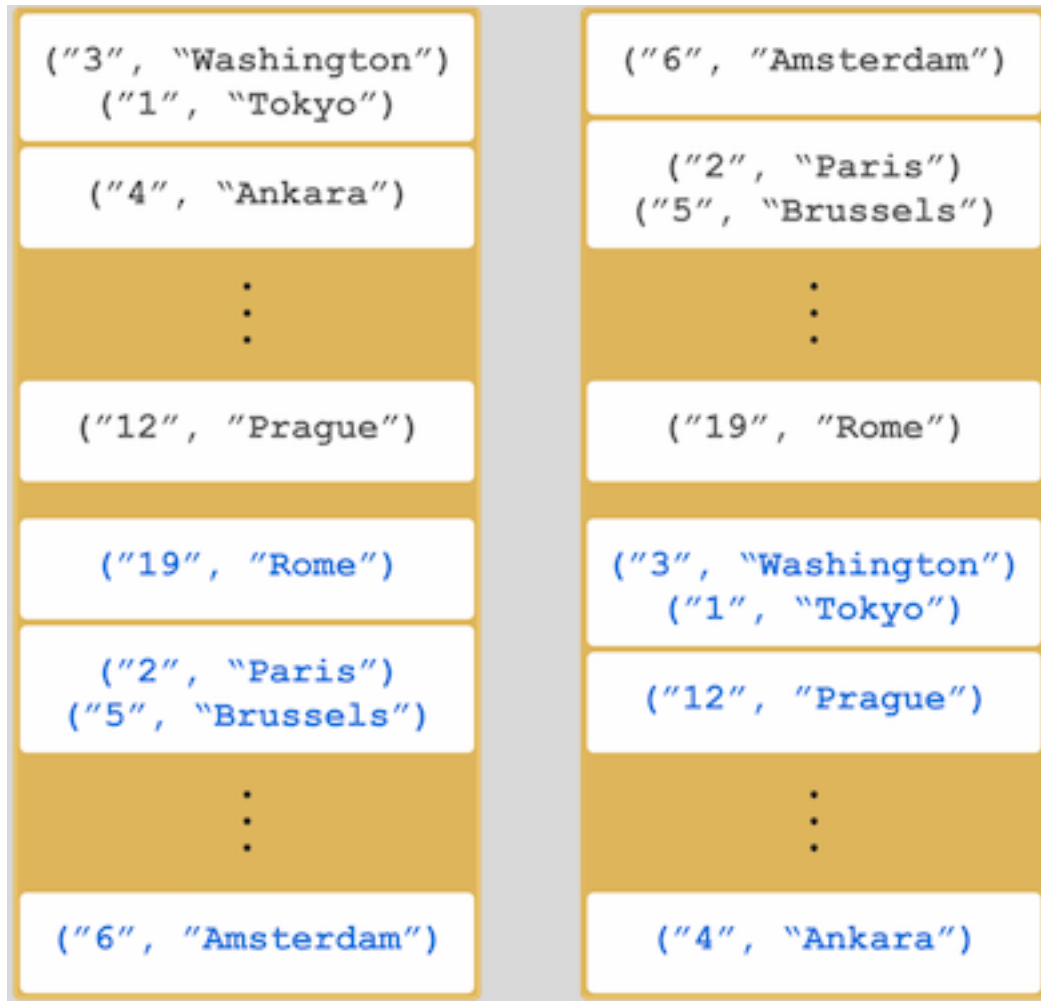 ("3", "Washington")
("1", "Tokyo")
("4", "Ankara")
("12", "Prague")
("19", "Rome")
("2", "Paris")
("5", "Brussels")
("6", "Amsterdam")
("6", "Amsterdam")
("2", "Paris")
("5", "Brussels")
("19", "Rome")
("3", "Washington")
("1", "Tokyo")
("12", "Prague")
("4", "Ankara")